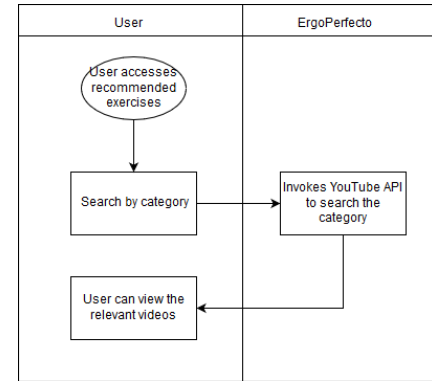 User
ErgoPerfecto
User accesses
recommended
exercises
Search by category
Invokes YouTube API
to search the
category
User can view the
relevant videos